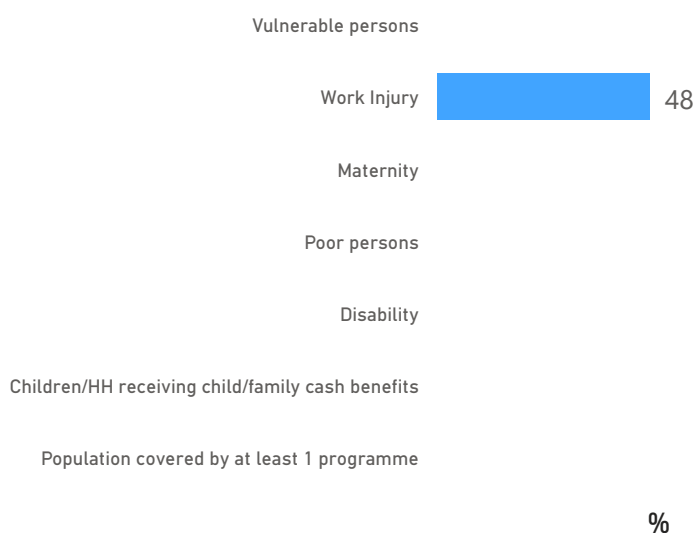 Vulnerable persons
Work Injury 48
Maternity
Poor persons
Disability
Children/HH receiving child/family cash benefits
Population covered by at least 1 programme
%